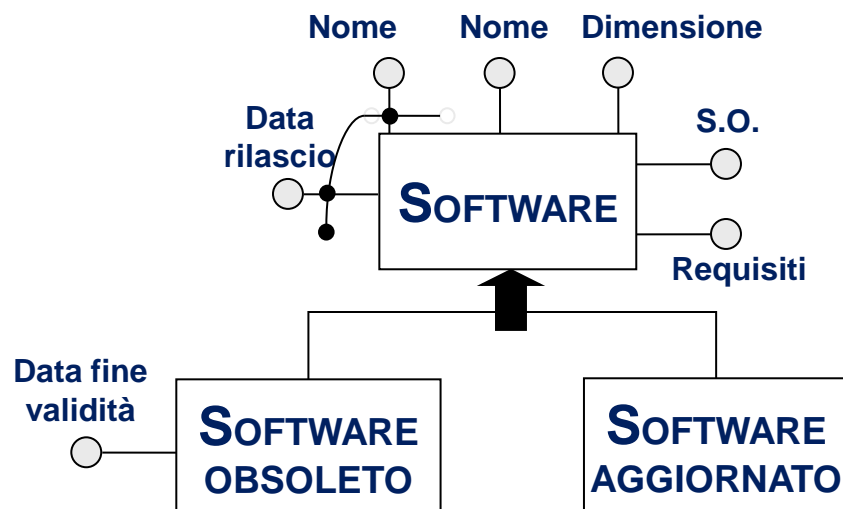 Nome Nome Dimensione
Data
rilascio
S.O.
SOFTWARE
Requisiti
Data fine
validità
SOFTWARE
OBSOLETO
SOFTWARE
AGGIORNATO